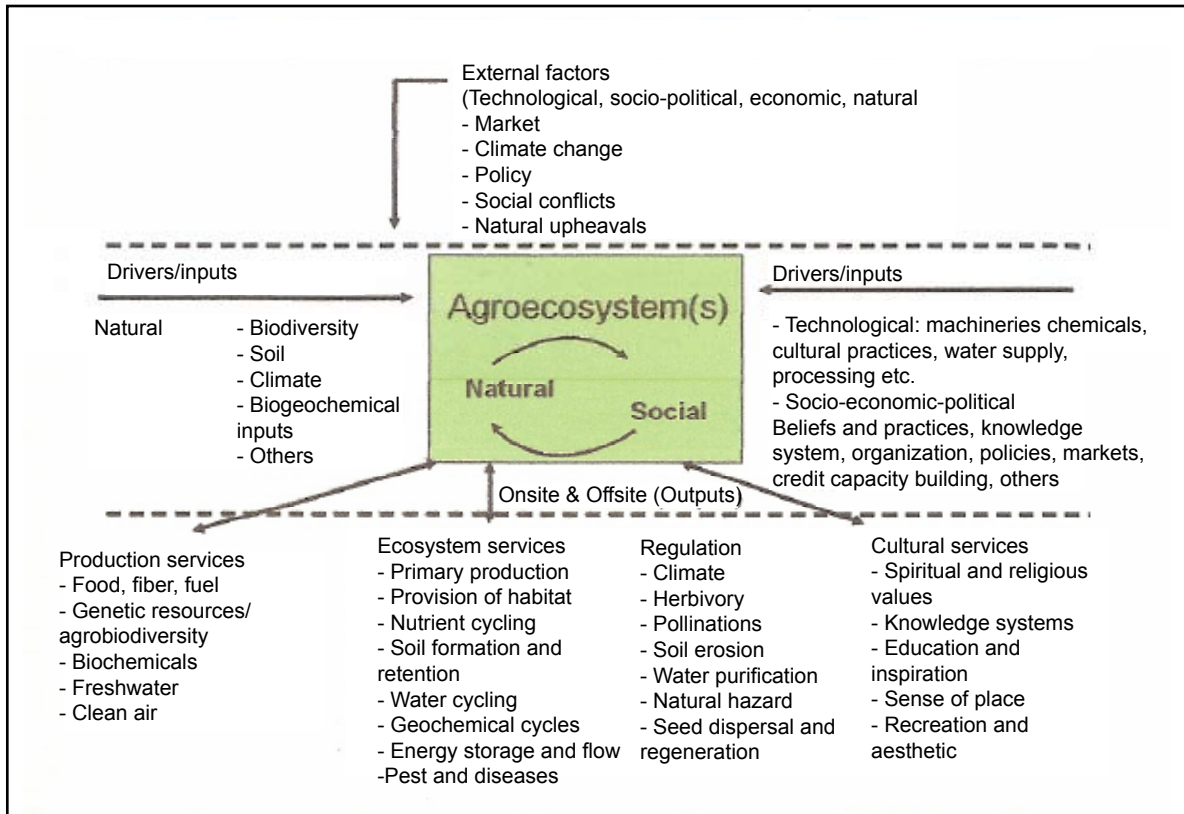 External factors
(Technological, socio-political, economic, natural
- Market
- Climate change
- Policy
- Social conflicts
- Natural upheavals
Drivers/inputs
Natural
- Biodiversity
- Soil
- Climate
- Biogeochemical
inputs
- Others
Agroecosystem(s)
Natural
Social
Drivers/inputs
- Technological: machineries chemicals,
cultural practices, water supply,
processing etc.
- Socio-economic-political
Beliefs and practices, knowledge
system, organization, policies, markets,
credit capacity building, others
Onsite & Offsite (Outputs)
Production services
- Food, fiber, fuel
- Genetic resources/
agrobiodiversity
- Biochemicals
- Freshwater
- Clean air
Ecosystem services
- Primary production
- Provision of habitat
- Nutrient cycling
- Soil formation and
retention
- Water cycling
- Geochemical cycles
- Energy storage and flow
-Pest and diseases
Regulation
- Climate
- Herbivory
- Pollinations
- Soil erosion
- Water purification
- Natural hazard
- Seed dispersal and
regeneration
Cultural services
- Spiritual and religious
values
- Knowledge systems
- Education and
inspiration
- Sense of place
- Recreation and
aesthetic